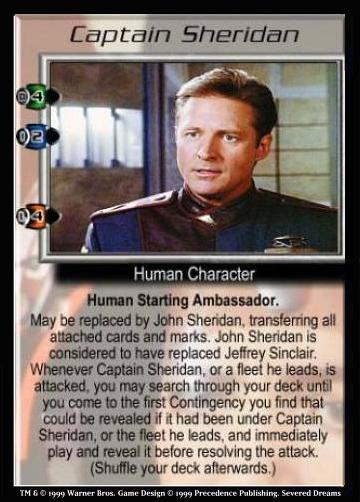 Captain Sheridan
4
2
4
Human Character
Human Starting Ambassador.
May be replaced by John Sheridan, transferring all
attached cards and marks. John Sheridan is
considered to have replaced Jeffrey Sinclair.
Whenever Captain Sheridan, or a fleet he leads, is
attacked, you may search through your deck until
you come to the first Contingency you find that
could be revealed if it had been under Captain
Sheridan, or the fleet he leads, and immediately
play and reveal it before resolving the attack.
(Shuffle your deck afterwards.)
TM & © 1999 Warner Bros. Game Design © 1999 Precedence Publishing. Severed Dreams